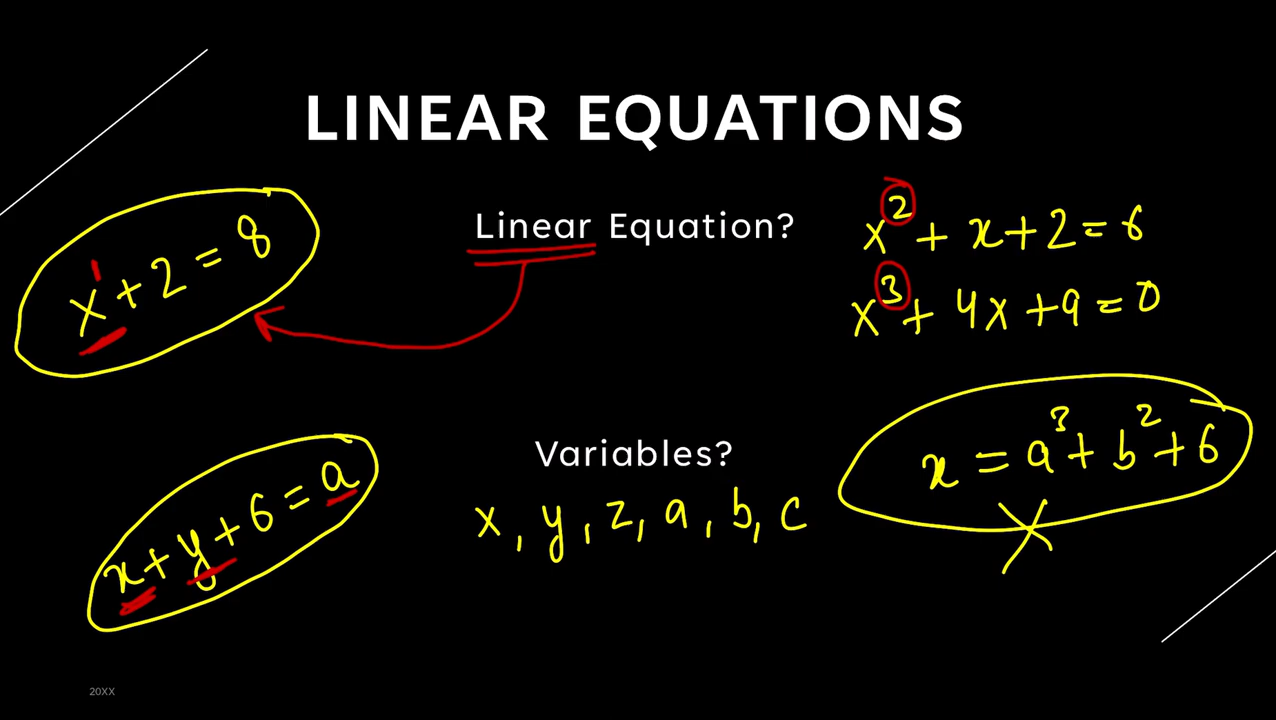 LINEAR EQUATIONS
x¹ + 2 = 8
Linear Equation?
x² + x + 2 = 6
x³ + 4x + 9 = 0
Variables?
x, y, z, a, b, c
x = a³ + b² + 6
x + y + 6 = a
20XX